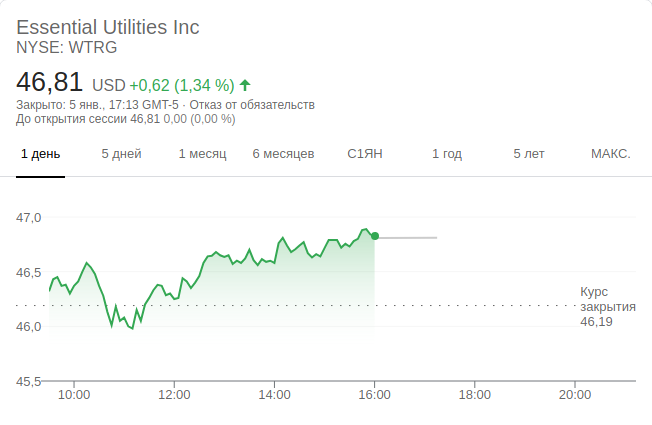 Essential Utilities Inc
NYSE: WTRG
46,81 USD +0,62 (1,34 %)
Закрыто: 5 янв., 17:13 GMT-5 · Отказ от обязательств
До открытия сессии 46,81 0,00 (0,00 %)
1 день 5 дней 1 месяц 6 месяцев С1ЯН 1 год 5 лет МАКС.
47,0
46,5
Курс
закрытия
46,19
46,0
45,5
10:00 12:00 14:00 16:00 18:00 20:00